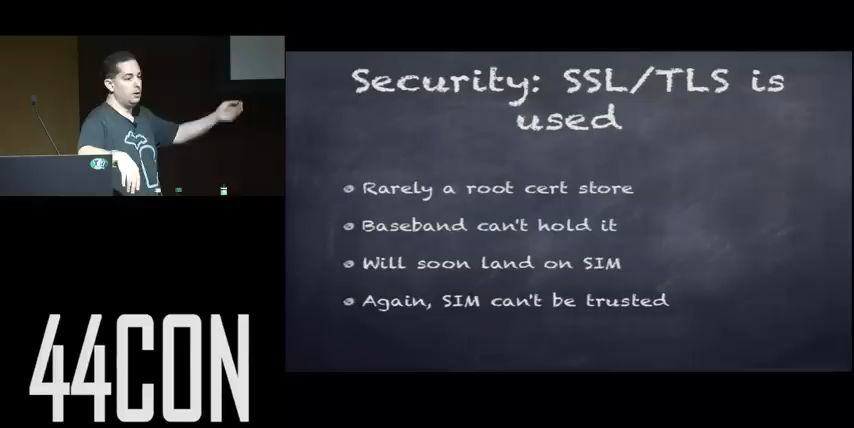 Security: SSL/TLS is
used
Rarely a root cert store
Baseband can't hold it
Will soon land on SIM
Again, SIM can't be trusted
44CON